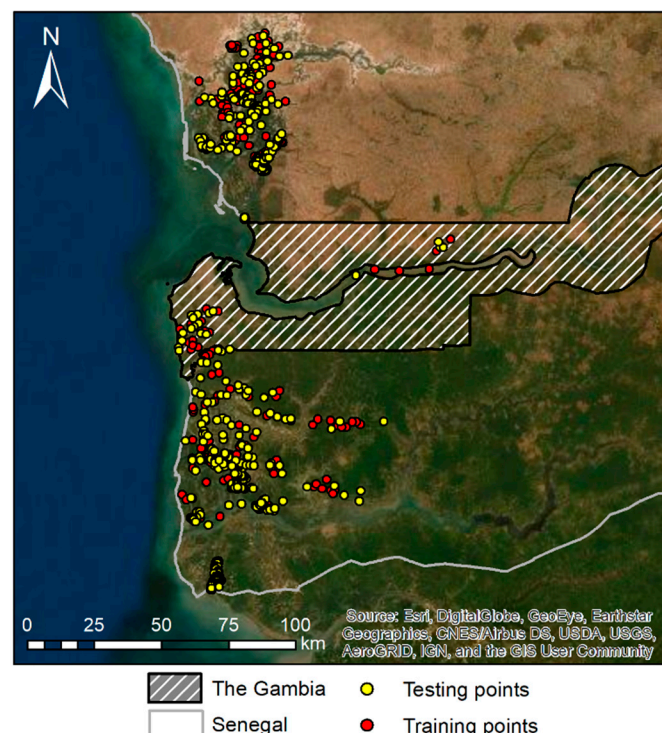 N
0 25 50 75 100
km
Source: Esri, DigitalGlobe, GeoEye, Earthstar
Geographics, CNES/Airbus DS, USDA, USGS,
AeroGRID, IGN, and the GIS User Community
The Gambia Testing points
Senegal Training points